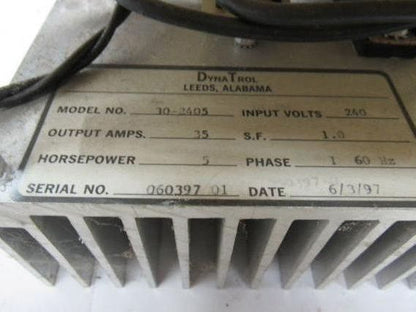 DYNATROL
LEEDS, ALABAMA
MODEL NO. 10-2405 INPUT VOLTS 240
OUTPUT AMPS. 35 S.F. 1.0
HORSEPOWER 5 PHASE 1 60 Hz
SERIAL NO. 060397 01 DATE 6/3/97